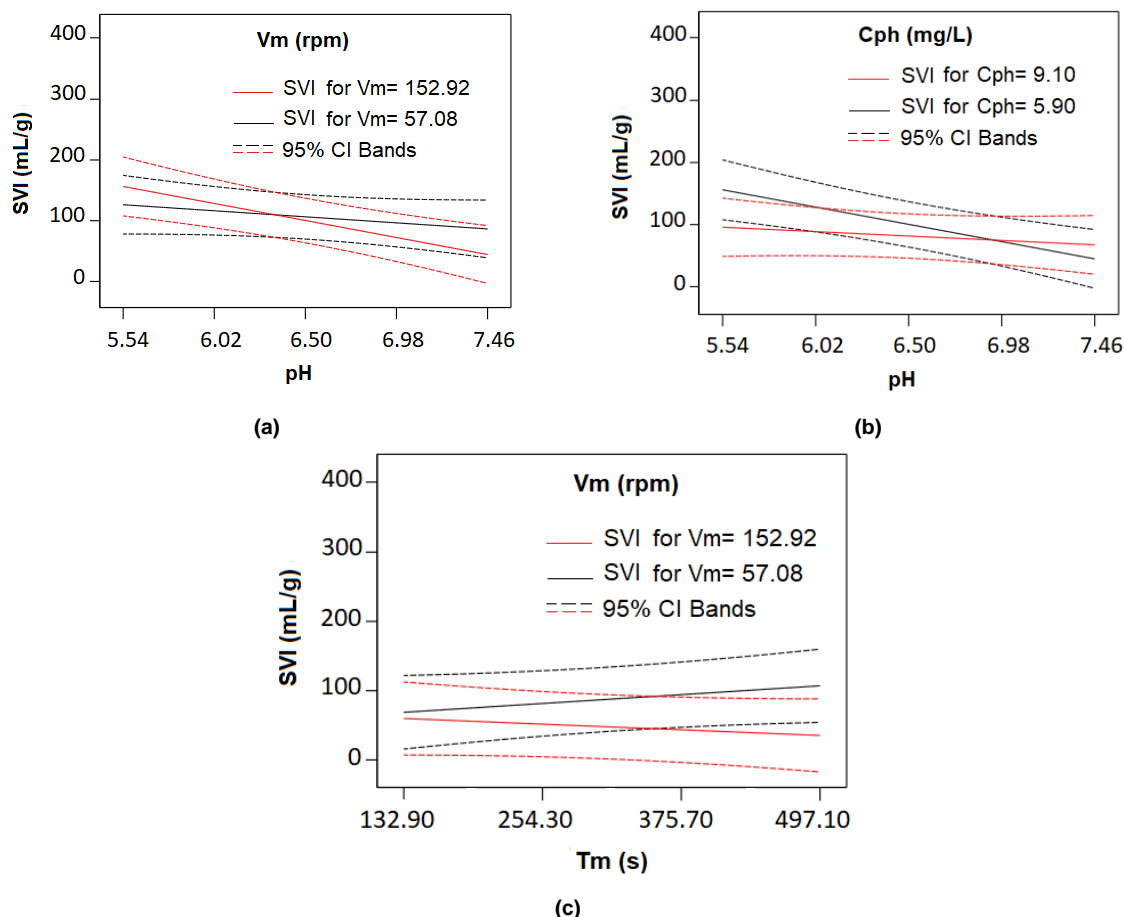 Vm (rpm)
SVI for Vm= 152.92
SVI for Vm= 57.08
95% CI Bands
SVI (mL/g)
400
300
200
100
0
5.54 6.02 6.50 6.98 7.46
pH
(a)
Cph (mg/L)
SVI for Cph= 9.10
SVI for Cph= 5.90
95% CI Bands
SVI (mL/g)
400
300
200
100
0
5.54 6.02 6.50 6.98 7.46
pH
(b)
Vm (rpm)
SVI for Vm= 152.92
SVI for Vm= 57.08
95% CI Bands
SVI (mL/g)
400
300
200
100
0
132.90 254.30 375.70 497.10
Tm (s)
(c)